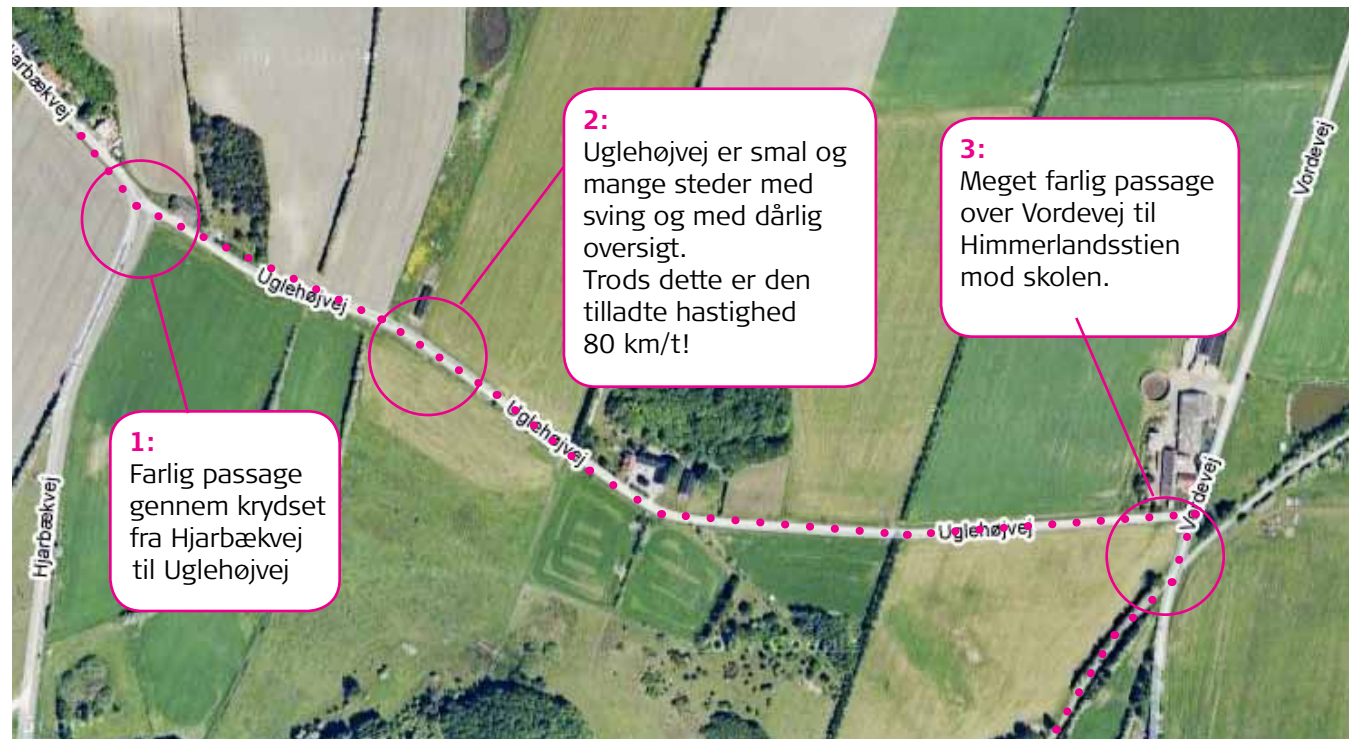 Hjarbækvej
1:
Farlig passage
gennem krydset
fra Hjarbækvej
til Uglehøjvej
2:
Uglehøjvej er smal og
mange steder med
sving og med dårlig
oversigt.
Trods dette er den
tilladte hastighed
80 km/t!
3:
Meget farlig passage
over Vordevej til
Himmerlandsstien
mod skolen.
Vordevej
Uglehøjvej
Uglehøjvej
Uglehøjvej
Vordevej
Hjarbækvej